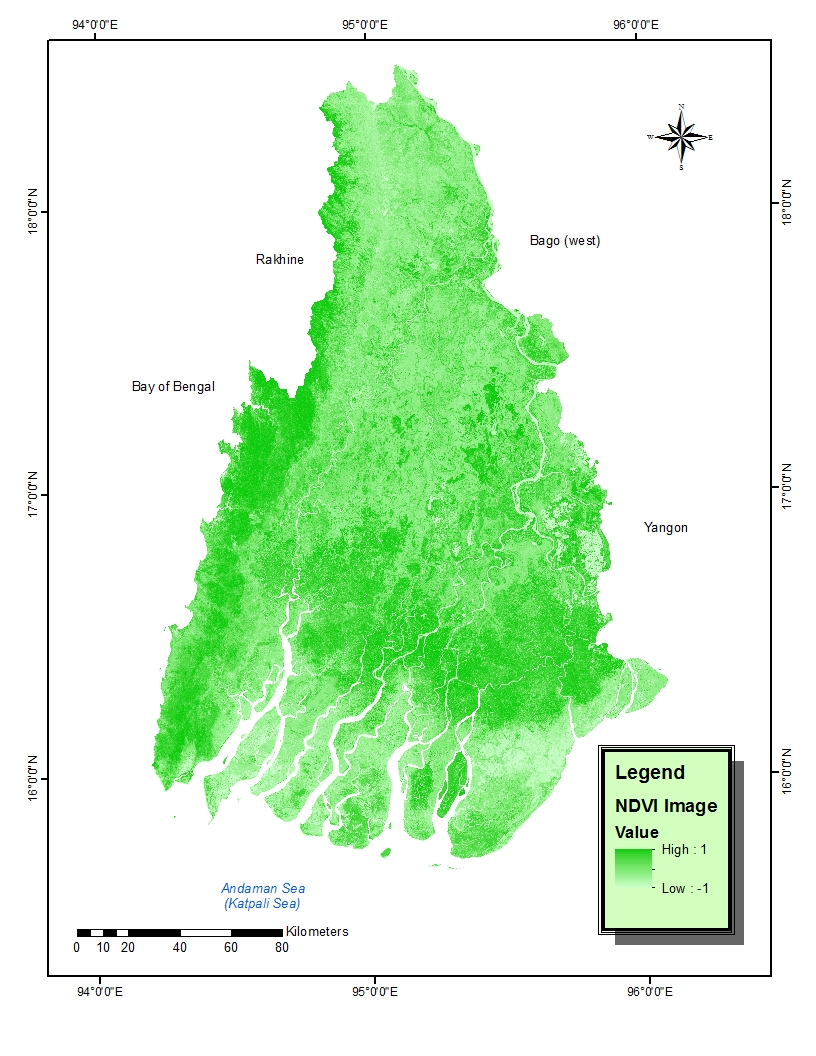 94°0'0"E 95°0'0"E 96°0'0"E
N
W E
S
18°0'0"N 18°0'0"N
Bago (west)
Rakhine
Bay of Bengal
17°0'0"N 17°0'0"N
Yangon
16°0'0"N 16°0'0"N
Legend
NDVI Image
Value
High : 1
Low : -1
Andaman Sea
(Katpali Sea)
Kilometers
0 10 20 40 60 80
94°0'0"E 95°0'0"E 96°0'0"E